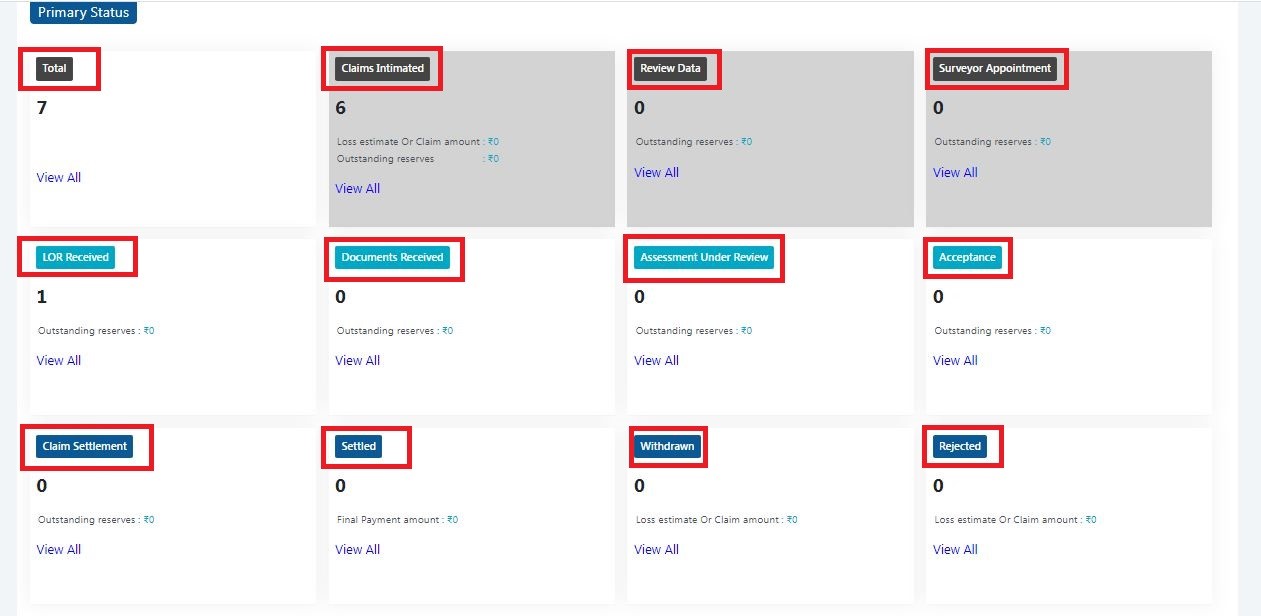 Primary Status
Total
7
View All
Claims Intimated
6
Loss estimate Or Claim amount : ₹0
Outstanding reserves : ₹0
View All
Review Data
0
Outstanding reserves : ₹0
View All
Surveyor Appointment
0
Outstanding reserves : ₹0
View All
LOR Received
1
Outstanding reserves : ₹0
View All
Documents Received
0
Outstanding reserves : ₹0
View All
Assessment Under Review
0
Outstanding reserves : ₹0
View All
Acceptance
0
Outstanding reserves : ₹0
View All
Claim Settlement
0
Outstanding reserves : ₹0
View All
Settled
0
Final Payment amount : ₹0
View All
Withdrawn
0
Loss estimate Or Claim amount : ₹0
View All
Rejected
0
Loss estimate Or Claim amount : ₹0
View All